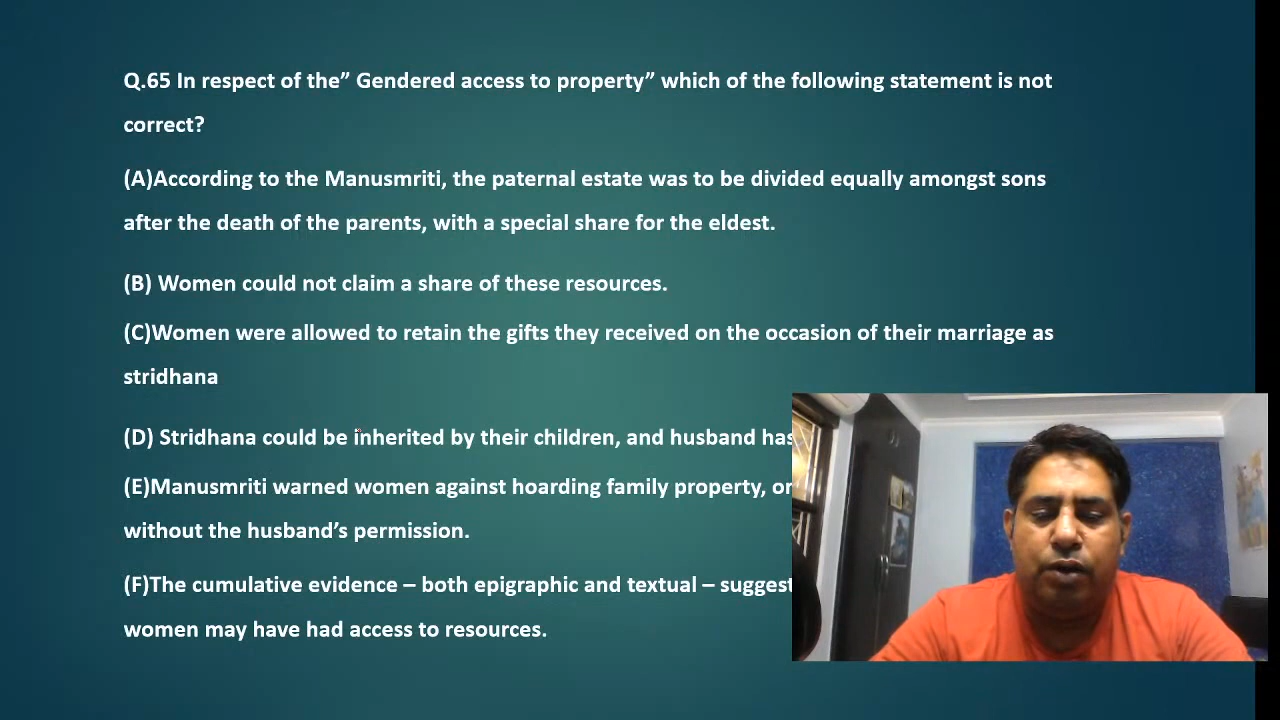 Q.65 In respect of the” Gendered access to property” which of the following statement is not
correct?
(A)According to the Manusmriti, the paternal estate was to be divided equally amongst sons
after the death of the parents, with a special share for the eldest.
(B) Women could not claim a share of these resources.
(C)Women were allowed to retain the gifts they received on the occasion of their marriage as
stridhana
(D) Stridhana could be inherited by their children, and husband has
(E)Manusmriti warned women against hoarding family property, or
without the husband’s permission.
(F)The cumulative evidence – both epigraphic and textual – suggest
women may have had access to resources.